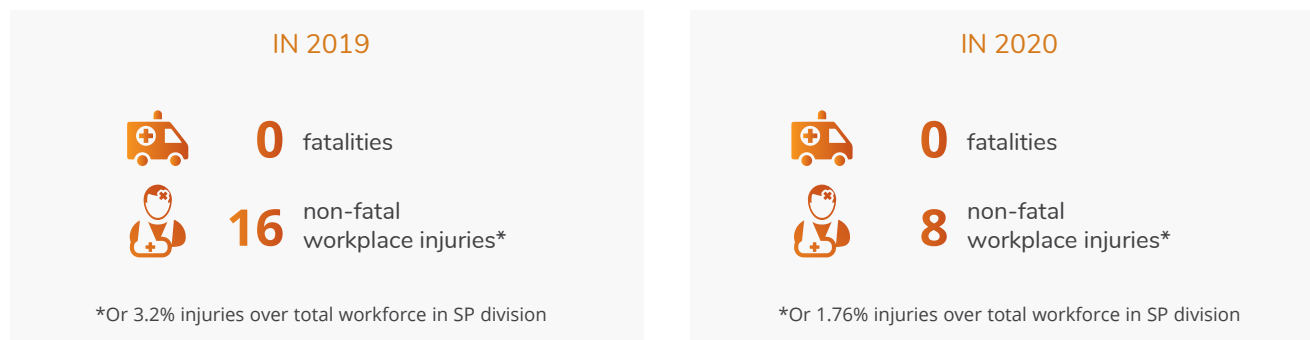 IN 2019
0 fatalities
16 non-fatal
workplace injuries*
*Or 3.2% injuries over total workforce in SP division
IN 2020
0 fatalities
8 non-fatal
workplace injuries*
*Or 1.76% injuries over total workforce in SP division